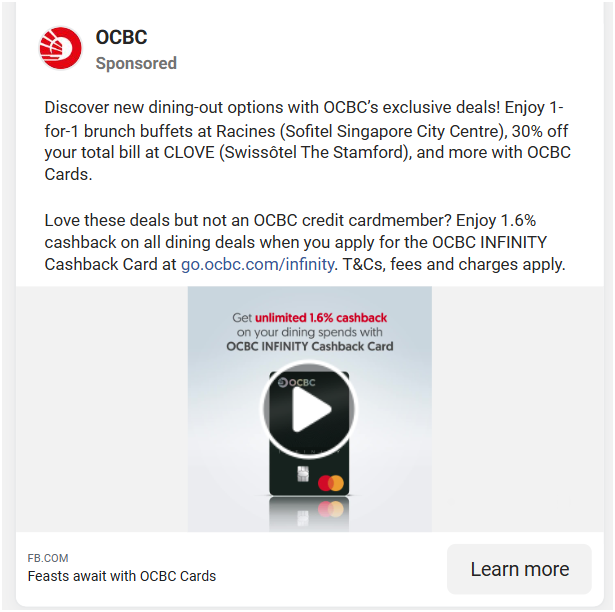 OCBC
Sponsored
Discover new dining-out options with OCBC's exclusive deals! Enjoy 1-
for-1 brunch buffets at Racines (Sofitel Singapore City Centre), 30% off
your total bill at CLOVE (Swissôtel The Stamford), and more with OCBC
Cards.
Love these deals but not an OCBC credit cardmember? Enjoy 1.6%
cashback on all dining deals when you apply for the OCBC INFINITY
Cashback Card at go.ocbc.com/infinity. T&Cs, fees and charges apply.
Get unlimited 1.6% cashback
on your dining spends with
OCBC INFINITY Cashback Card
OCBC
FB.COM
Feasts await with OCBC Cards
Learn more